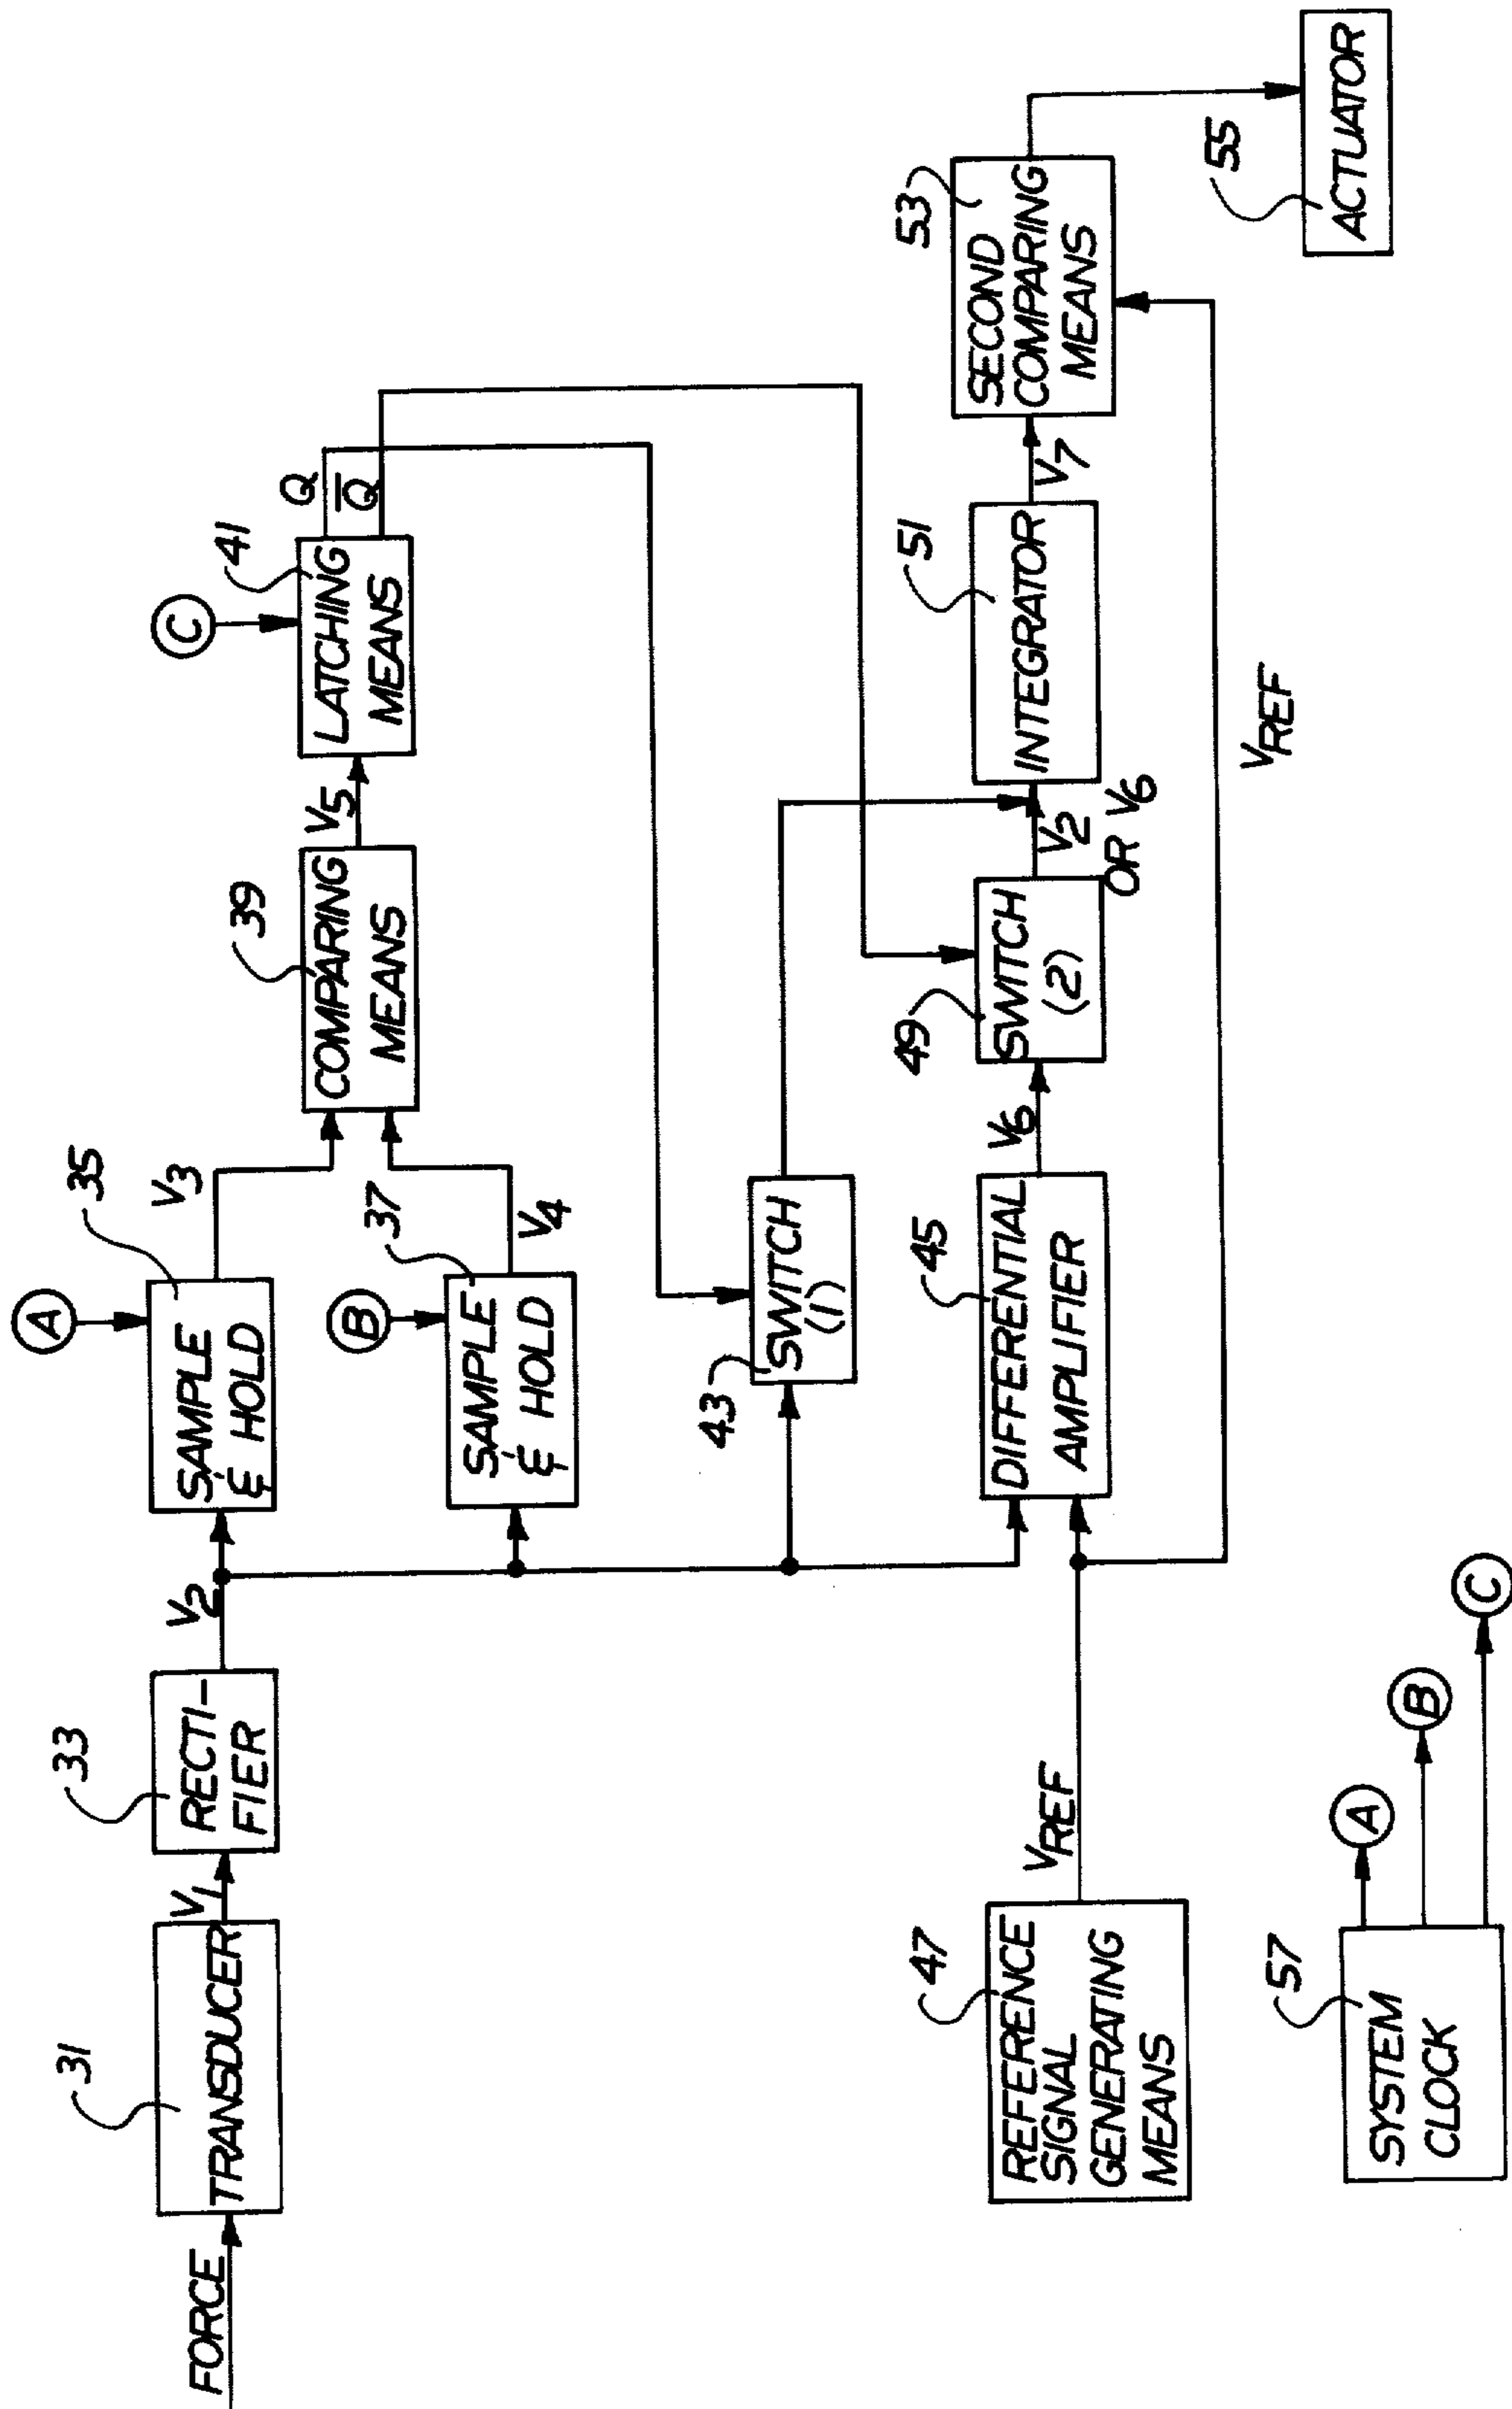 FORCE
31
TRANSDUCER
V1
33
RECTI-
FIER
V2
A
35
SAMPLE
& HOLD
V3
B
37
SAMPLE
& HOLD
V4
39
COMPARING
MEANS
V5
C
41
LATCHING
MEANS
Q
Q̅
43
SWITCH
(1)
47
REFERENCE
SIGNAL
GENERATING
MEANS
VREF
45
DIFFERENTIAL
AMPLIFIER
V6
49
SWITCH
(2)
V2
OR V6
51
INTEGRATOR
V7
53
SECOND
COMPARING
MEANS
VREF
55
ACTUATOR
57
SYSTEM
CLOCK
A
B
C